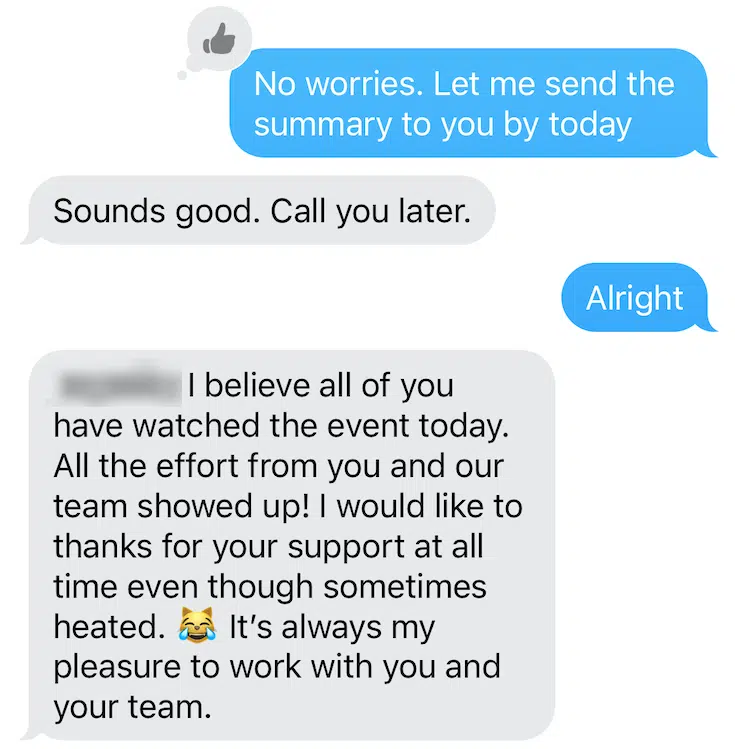 No worries. Let me send the
summary to you by today
Sounds good. Call you later.
Alright
I believe all of you
have watched the event today.
All the effort from you and our
team showed up! I would like to
thanks for your support at all
time even though sometimes
heated. 😹 It’s always my
pleasure to work with you and
your team.